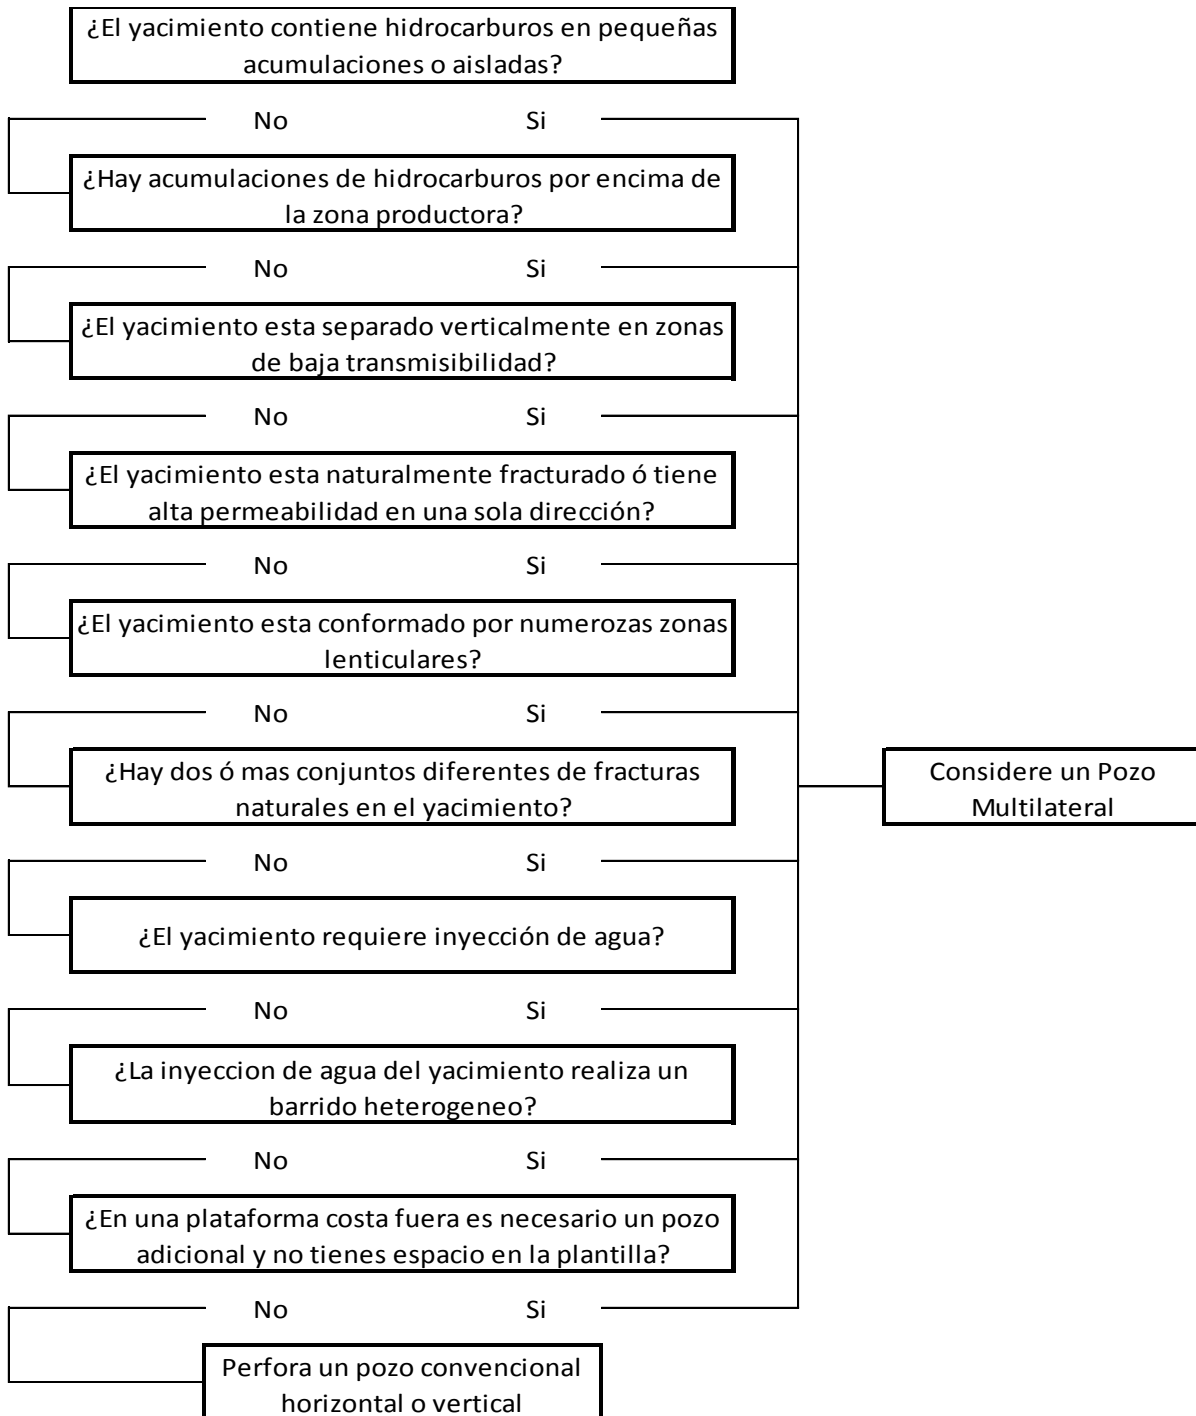 ¿El yacimiento contiene hidrocarburos en pequeñas
acumulaciones o aisladas?
No Si
¿Hay acumulaciones de hidrocarburos por encima de
la zona productora?
No Si
¿El yacimiento esta separado verticalmente en zonas
de baja transmisibilidad?
No Si
¿El yacimiento esta naturalmente fracturado ó tiene
alta permeabilidad en una sola dirección?
No Si
¿El yacimiento esta conformado por numerozas zonas
lenticulares?
No Si
¿Hay dos ó mas conjuntos diferentes de fracturas
naturales en el yacimiento?
Considere un Pozo
Multilateral
No Si
¿El yacimiento requiere inyección de agua?
No Si
¿La inyeccion de agua del yacimiento realiza un
barrido heterogeneo?
No Si
¿En una plataforma costa fuera es necesario un pozo
adicional y no tienes espacio en la plantilla?
No Si
Perfora un pozo convencional
horizontal o vertical